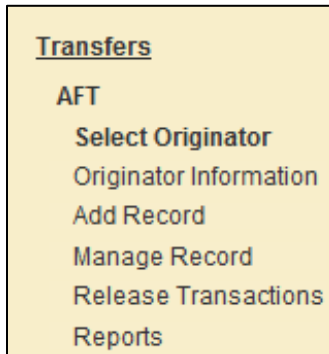 Transfers
AFT
Select Originator
Originator Information
Add Record
Manage Record
Release Transactions
Reports